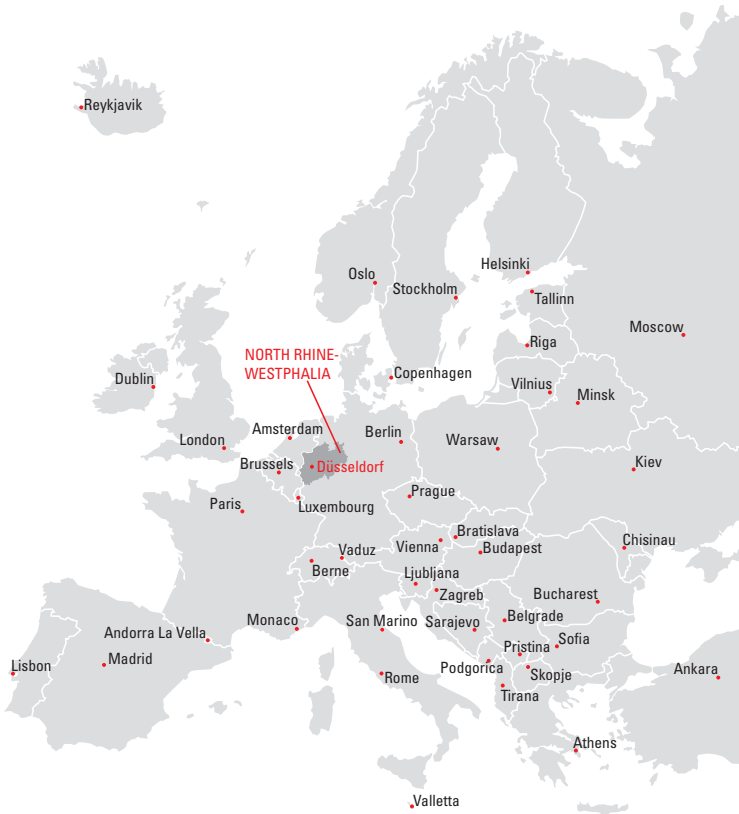 Reykjavik
Helsinki
Oslo
Stockholm
Tallinn
Moscow
Riga
NORTH RHINE-
WESTPHALIA
Copenhagen
Dublin
Vilnius
Minsk
Amsterdam
Berlin
London
Warsaw
Brussels
Düsseldorf
Kiev
Prague
Paris
Luxembourg
Bratislava
Chisinau
Vienna
Budapest
Vaduz
Berne
Ljubljana
Zagreb
Bucharest
Monaco
San Marino
Sarajevo
Belgrade
Andorra La Vella
Sofia
Pristina
Lisbon
Madrid
Podgorica
Skopje
Ankara
Rome
Tirana
Athens
Valletta